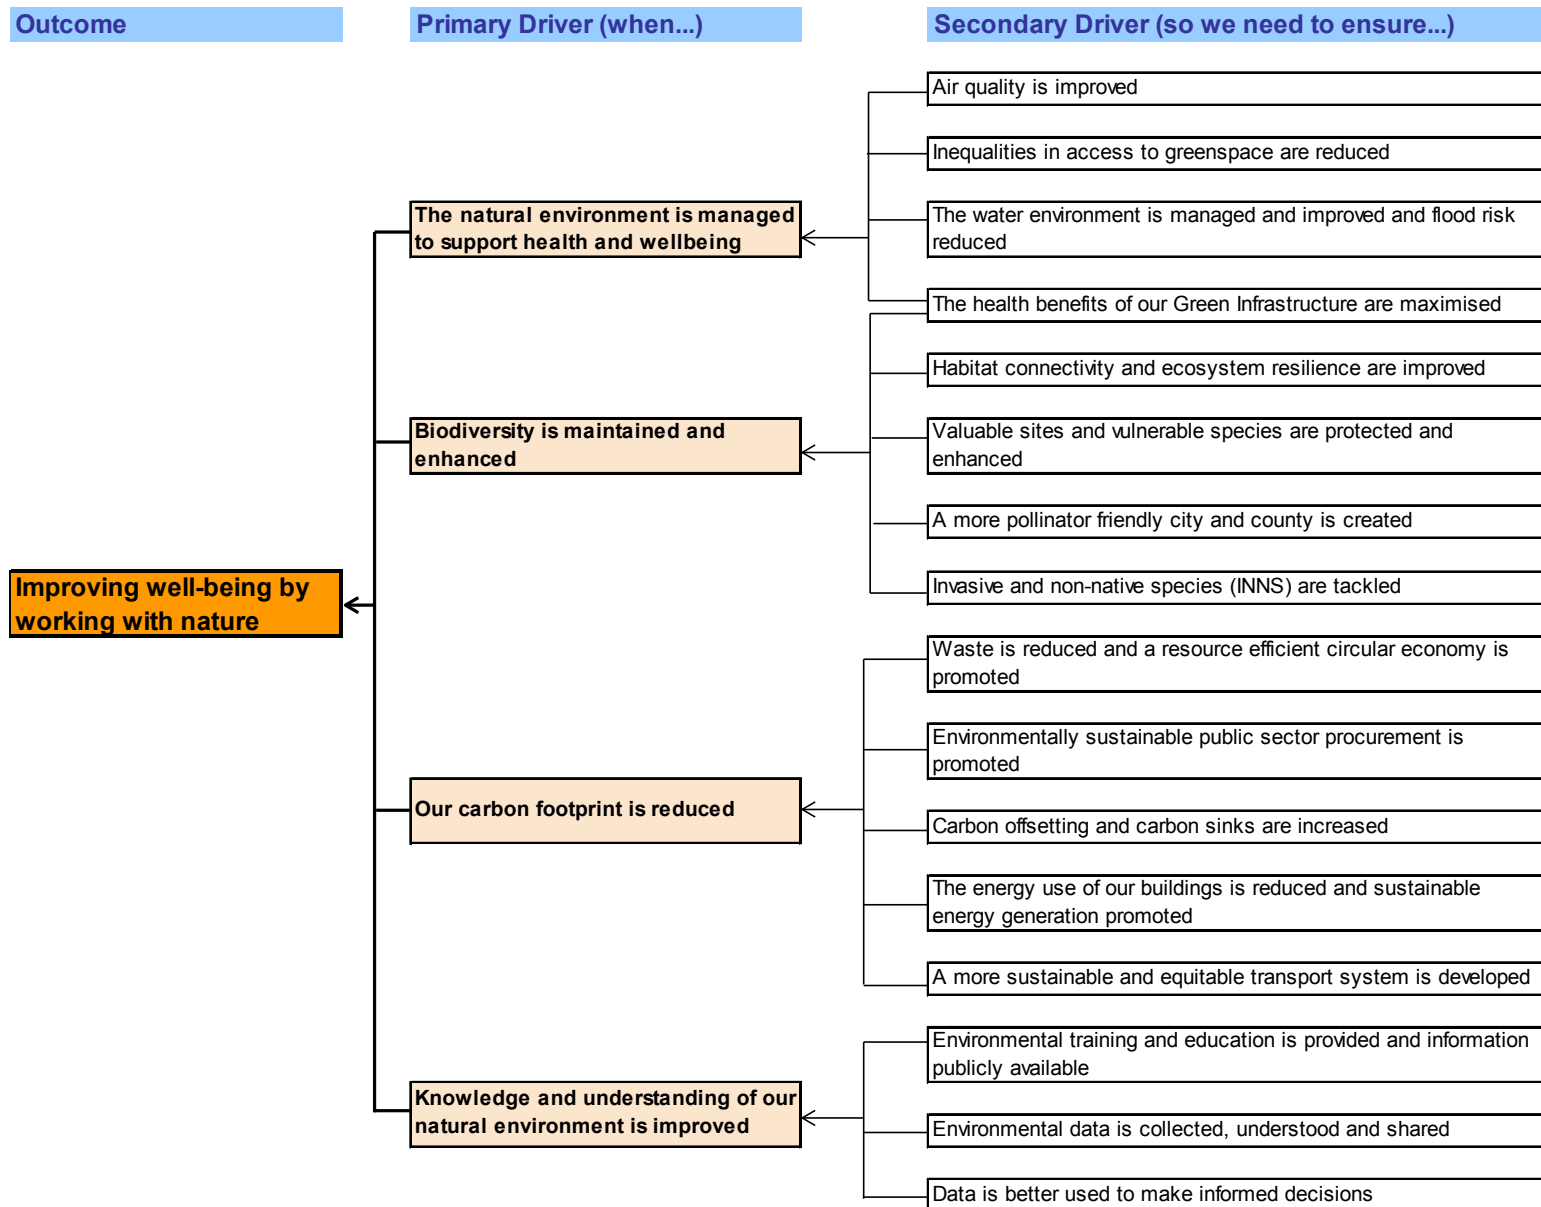 Outcome
Primary Driver (when...)
Secondary Driver (so we need to ensure...)
Air quality is improved
Inequalities in access to greenspace are reduced
The natural environment is managed
to support health and wellbeing
The water environment is managed and improved and flood risk
reduced
The health benefits of our Green Infrastructure are maximised
Habitat connectivity and ecosystem resilience are improved
Biodiversity is maintained and
enhanced
Valuable sites and vulnerable species are protected and
enhanced
A more pollinator friendly city and county is created
Invasive and non-native species (INNS) are tackled
Improving well-being by
working with nature
Waste is reduced and a resource efficient circular economy is
promoted
Environmentally sustainable public sector procurement is
promoted
Our carbon footprint is reduced
Carbon offsetting and carbon sinks are increased
The energy use of our buildings is reduced and sustainable
energy generation promoted
A more sustainable and equitable transport system is developed
Environmental training and education is provided and information
publicly available
Knowledge and understanding of our
natural environment is improved
Environmental data is collected, understood and shared
Data is better used to make informed decisions